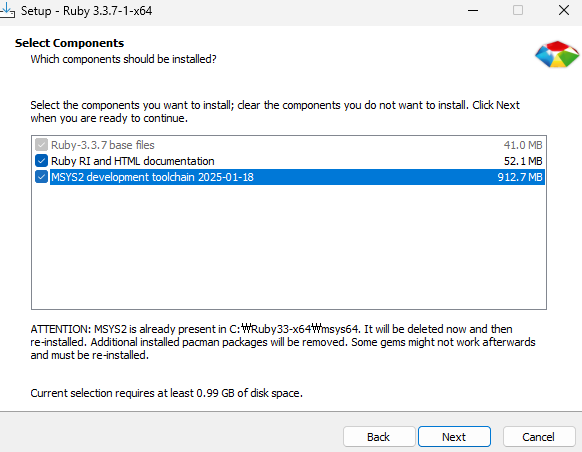 Setup - Ruby 3.3.7-1-x64
Select Components
Which components should be installed?
Select the components you want to install; clear the components you do not want to install. Click Next
when you are ready to continue.
Ruby-3.3.7 base files 41.0 MB
Ruby RI and HTML documentation 52.1 MB
MSYS2 development toolchain 2025-01-18 912.7 MB
ATTENTION: MSYS2 is already present in C:₩Ruby33-x64₩msys64. It will be deleted now and then
re-installed. Additional installed pacman packages will be removed. Some gems might not work afterwards
and must be re-installed.
Current selection requires at least 0.99 GB of disk space.
Back Next Cancel